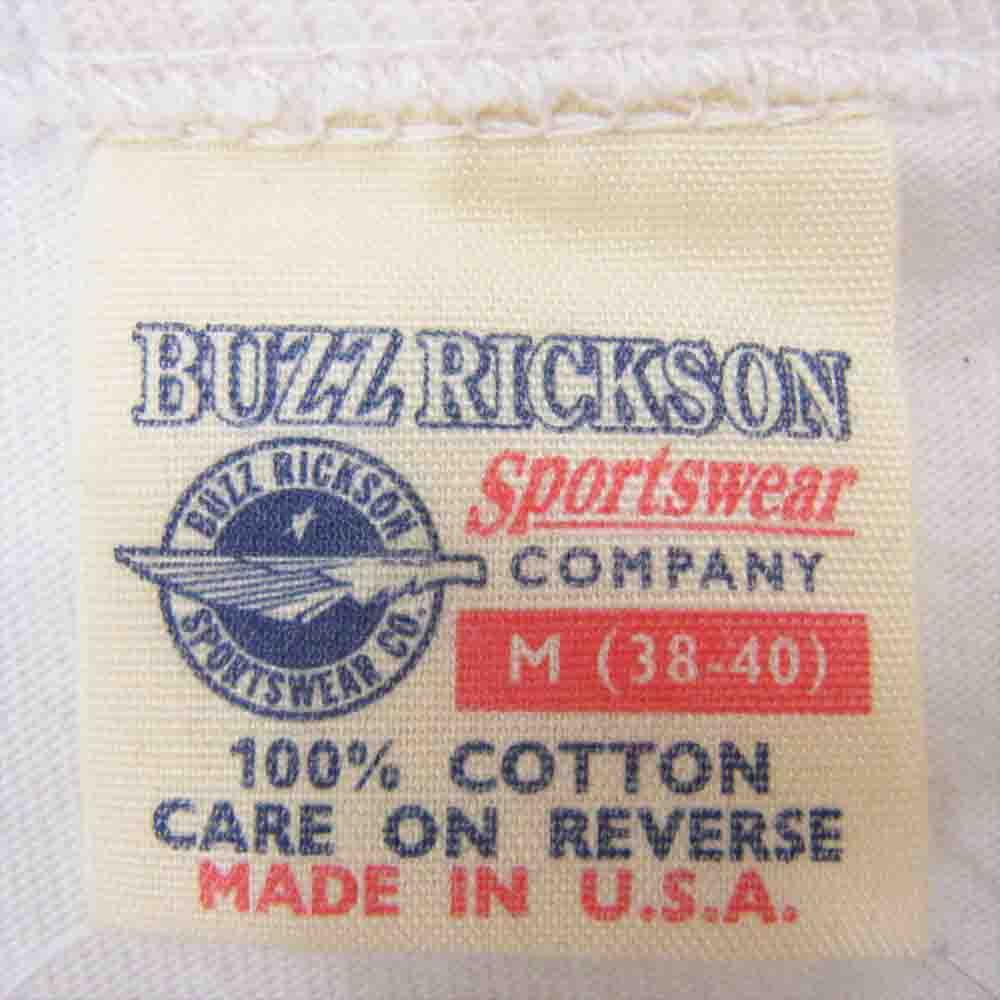 BUZZ RICKSON
Sportswear
COMPANY
BUZZ RICKSON
SPORTSWEAR CO.
M (38-40)
100% COTTON
CARE ON REVERSE
MADE IN U.S.A.